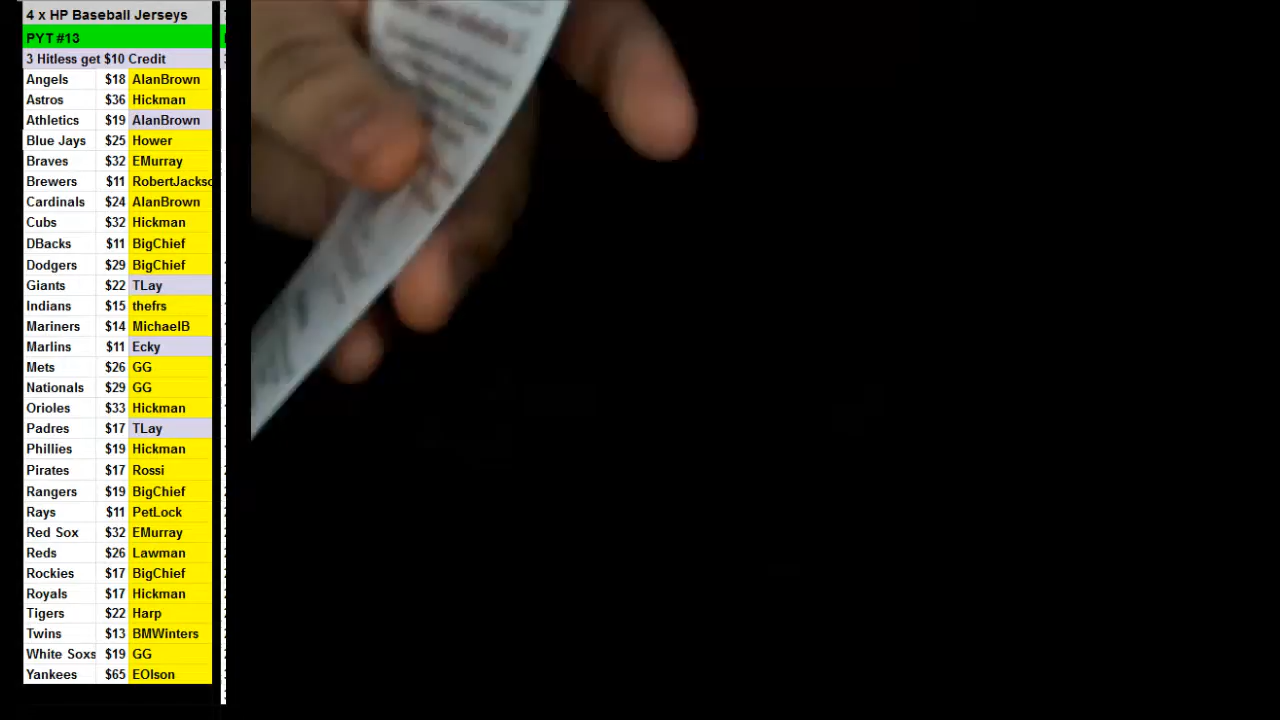 4 x HP Baseball Jerseys
PYT #13
3 Hitless get $10 Credit
Angels $18 AlanBrown
Astros $36 Hickman
Athletics $19 AlanBrown
Blue Jays $25 Hower
Braves $32 EMurray
Brewers $11 RobertJackso
Cardinals $24 AlanBrown
Cubs $32 Hickman
DBacks $11 BigChief
Dodgers $29 BigChief
Giants $22 TLay
Indians $15 thefrs
Mariners $14 MichaelB
Marlins $11 Ecky
Mets $26 GG
Nationals $29 GG
Orioles $33 Hickman
Padres $17 TLay
Phillies $19 Hickman
Pirates $17 Rossi
Rangers $19 BigChief
Rays $11 PetLock
Red Sox $32 EMurray
Reds $26 Lawman
Rockies $17 BigChief
Royals $17 Hickman
Tigers $22 Harp
Twins $13 BMWinters
White Soxs $19 GG
Yankees $65 EOlson